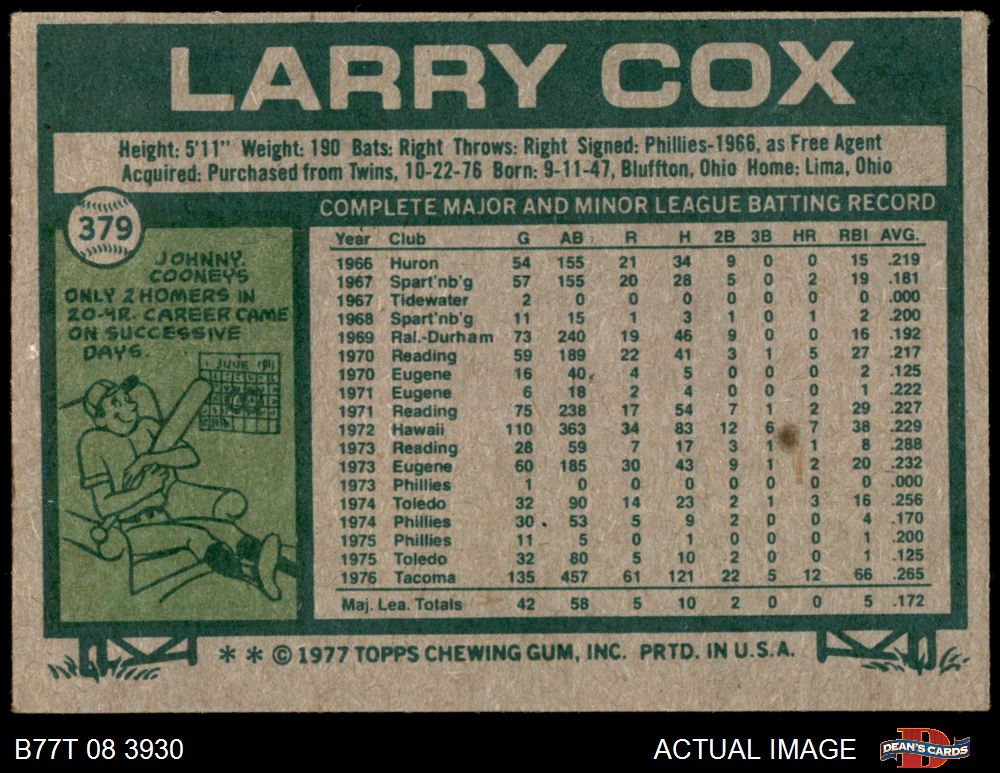 LARRY COX
Height: 5'11" Weight: 190 Bats: Right Throws: Right Signed: Phillies-1966, as Free Agent
Acquired: Purchased from Twins, 10-22-76 Born: 9-11-47, Bluffton, Ohio Home: Lima, Ohio
379
JOHNNY
COONEY'S
ONLY 2 HOMERS IN
20-YR. CAREER CAME
ON SUCCESSIVE
DAYS.
COMPLETE MAJOR AND MINOR LEAGUE BATTING RECORD
Year Club G AB R H 2B 3B HR RBI AVG.
1966 Huron 54 155 21 34 9 0 0 15 .219
1967 Spart'nb'g 57 155 20 28 5 0 2 19 .181
1967 Tidewater 2 0 0 0 0 0 0 0 .000
1968 Spart'nb'g 11 15 1 3 1 0 1 2 .200
1969 Ral.-Durham 73 240 19 46 9 0 0 16 .192
1970 Reading 59 189 22 41 3 1 5 27 .217
1970 Eugene 16 40 4 5 0 0 0 2 .125
1971 Eugene 6 18 2 4 0 0 0 1 .222
1971 Reading 75 238 17 54 7 1 2 29 .227
1972 Hawaii 110 363 34 83 12 6 7 38 .229
1973 Reading 28 59 7 17 3 1 1 8 .288
1973 Eugene 60 185 30 43 9 1 2 20 .232
1973 Phillies 1 0 0 0 0 0 0 0 .000
1974 Toledo 32 90 14 23 2 1 3 16 .256
1974 Phillies 30 53 5 9 2 0 0 4 .170
1975 Phillies 11 5 0 1 0 0 0 1 .200
1975 Toledo 32 80 5 10 2 0 0 1 .125
1976 Tacoma 135 457 61 121 22 5 12 66 .265
Maj. Lea. Totals 42 58 5 10 2 0 0 5 .172
* * © 1977 TOPPS CHEWING GUM, INC. PRTD. IN U.S.A.
B77T 08 3930
ACTUAL IMAGE
DEAN'S CARDS